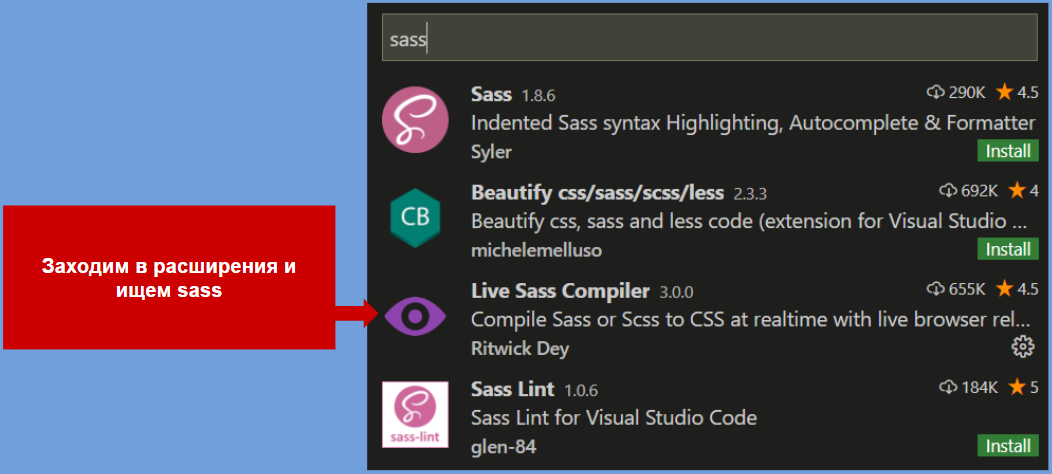 sass
Sass 1.8.6 290K 4.5
Indented Sass syntax Highlighting, Autocomplete & Formatter
Syler Install
CB
Beautify css/sass/scss/less 2.3.3 692K 4
Beautify css, sass and less code (extension for Visual Studio ...
michelemelluso Install
Заходим в расширения и
ищем sass
Live Sass Compiler 3.0.0 655K 4.5
Compile Sass or Scss to CSS at realtime with live browser rel...
Ritwick Dey
sass-lint
Sass Lint 1.0.6 184K 5
Sass Lint for Visual Studio Code
glen-84 Install